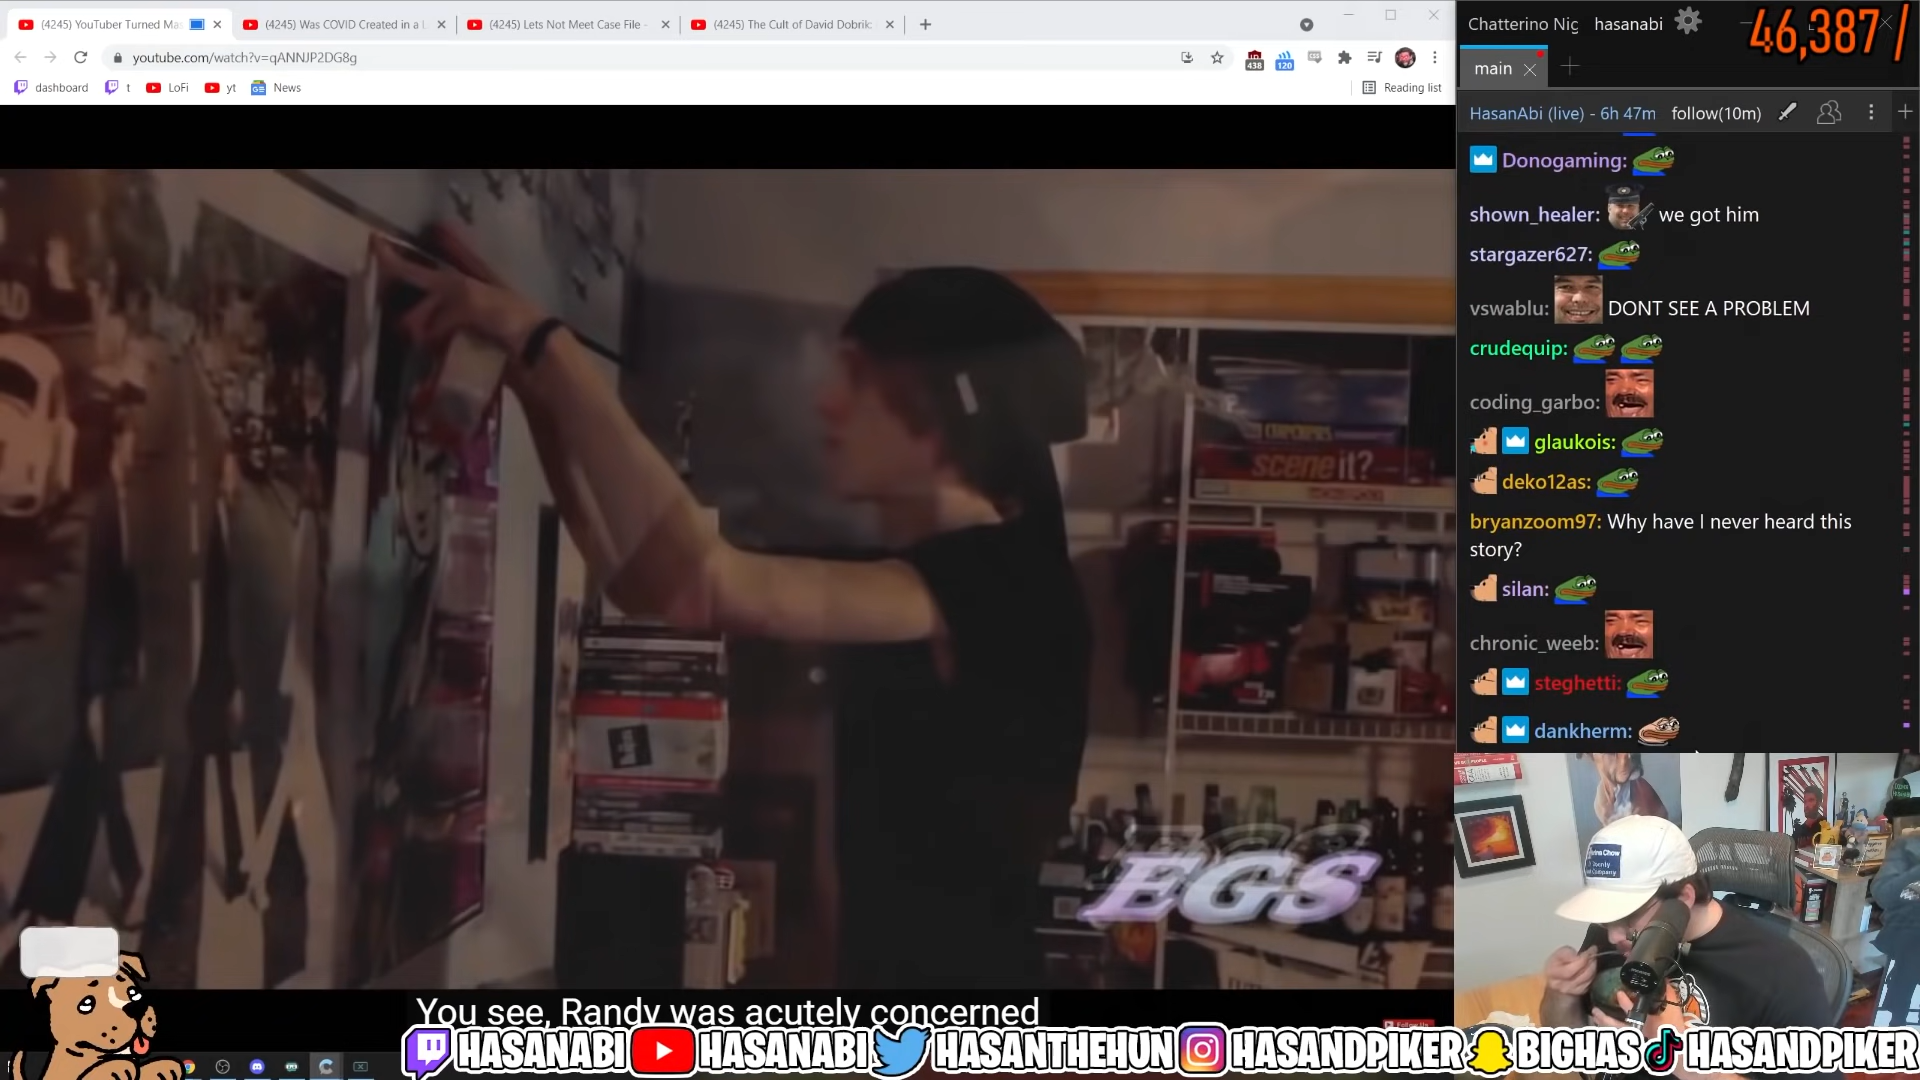 (4245) YouTuber Turned Ma
(4245) Was COVID Created in a L
(4245) Lets Not Meet Case File -
(4245) The Cult of David Dobrik:
youtube.com/watch?v=qANNJP2DG8g
438
120
dashboard
t
LoFi
yt
News
Reading list
Chatterino Nig
hasanabi
46,387 /
main
HasanAbi (live) - 6h 47m
follow(10m)
Donogaming:
shown_healer: we got him
stargazer627:
vswablu: DONT SEE A PROBLEM
crudequip:
coding_garbo:
glaukois:
deko12as:
bryanzoom97: Why have I never heard this
story?
silan:
chronic_weeb:
steghetti:
dankherm:
scene it?
MONOPOLY
EGS
You see, Randy was acutely concerned
HASANABI
HASANABI
HASANTHEHUN
HASANDPIKER
BIGHAS
HASANDPIKER